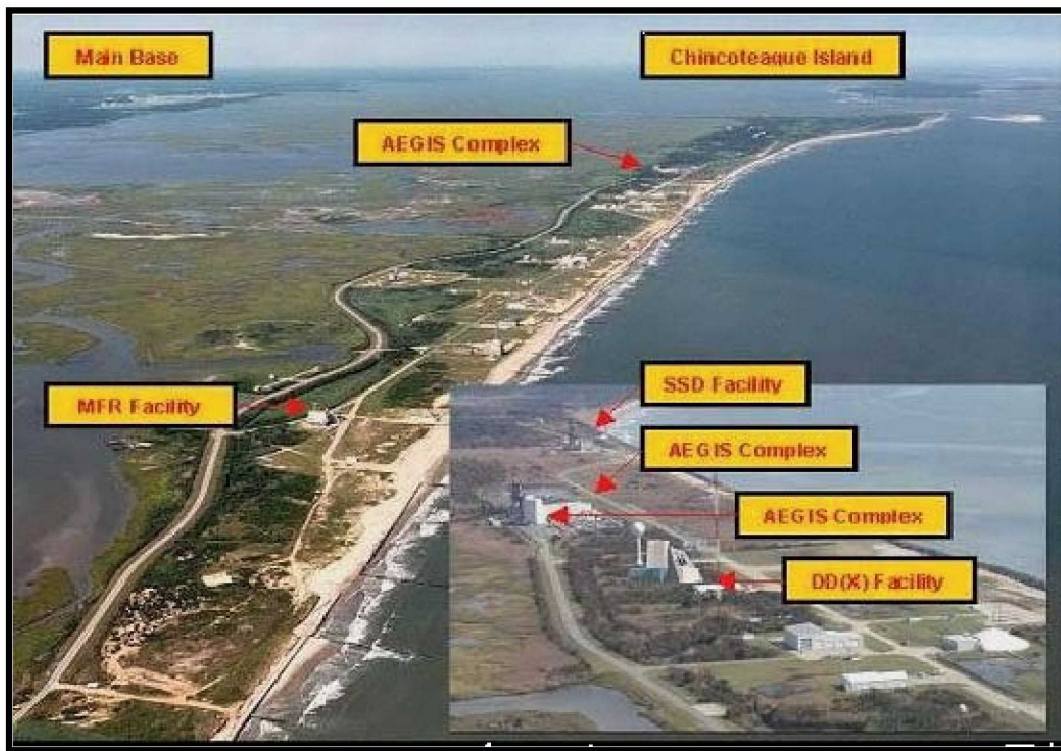 Main Base
Chincoteaque Island
AEGIS Complex
SSD Facility
MFR Facility
AEGIS Complex
AEGIS Complex
DD(X) Facility